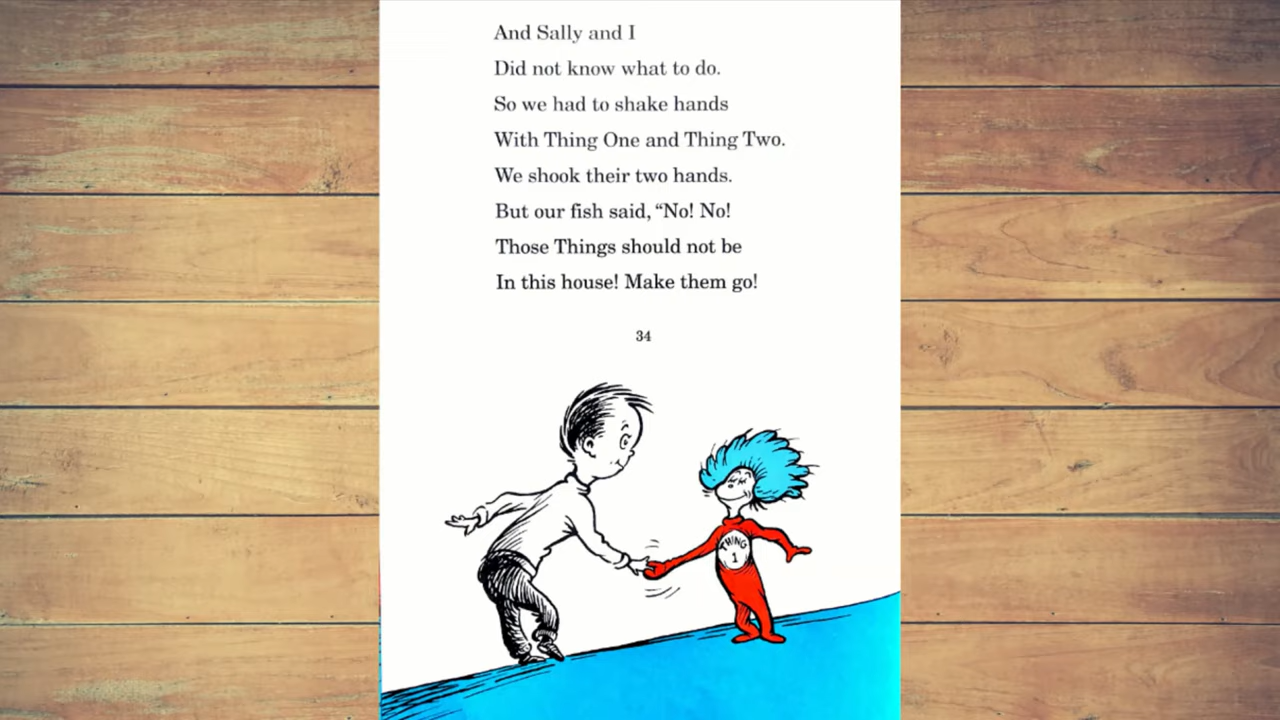 And Sally and I
Did not know what to do.
So we had to shake hands
With Thing One and Thing Two.
We shook their two hands.
But our fish said, “No! No!
Those Things should not be
In this house! Make them go!
34
THING
1